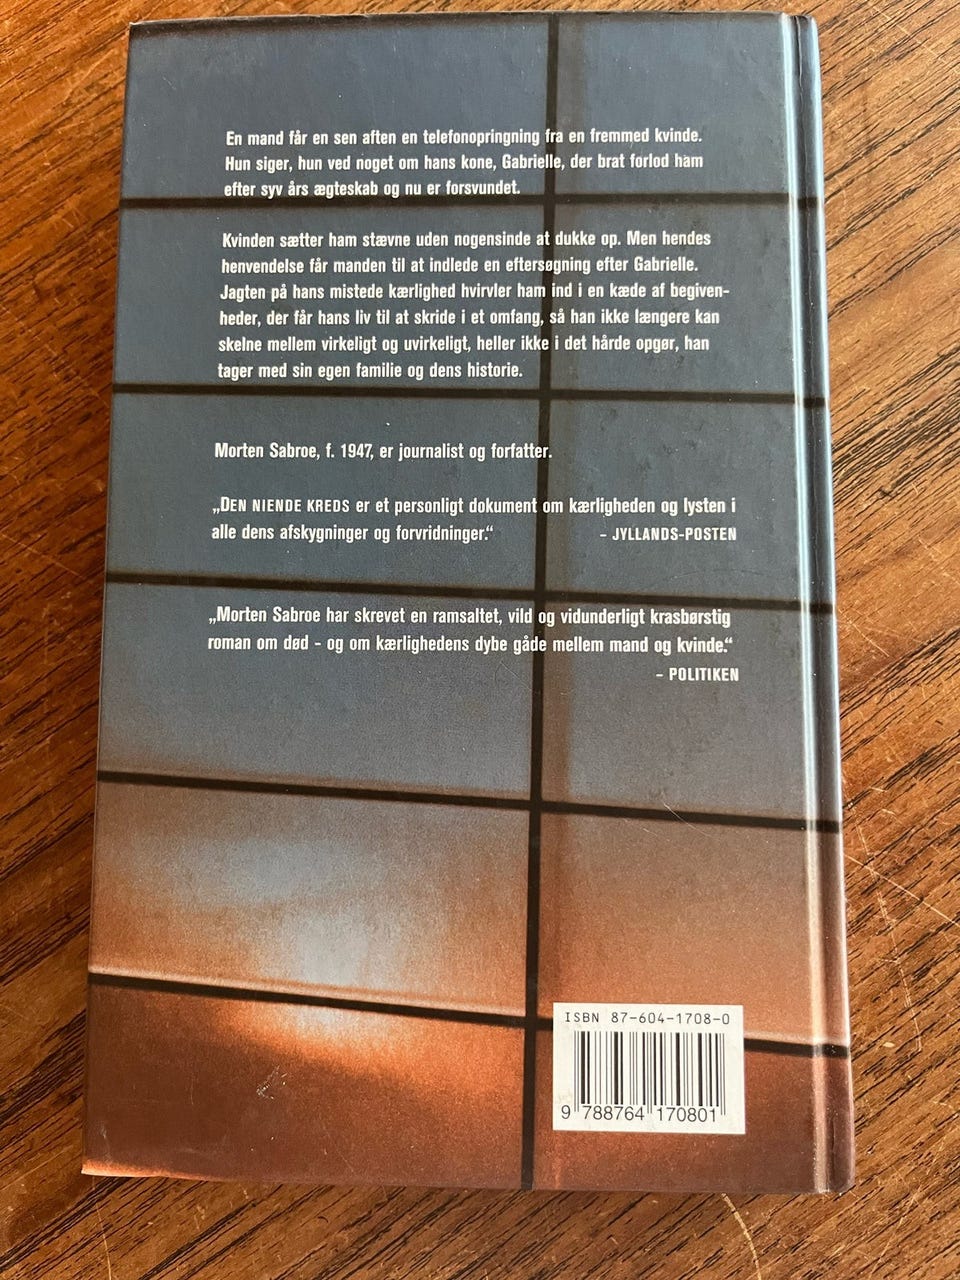 En mand får en sen aften en telefonopringning fra en fremmed kvinde.
Hun siger, hun ved noget om hans kone, Gabrielle, der brat forlod ham
efter syv års ægteskab og nu er forsvundet.
Kvinden sætter ham stævne uden nogensinde at dukke op. Men hendes
henvendelse får manden til at indlede en eftersøgning efter Gabrielle.
Jagten på hans mistede kærlighed hvirvler ham ind i en kæde af begiven-
heder, der får hans liv til at skride i et omfang, så han ikke længere kan
skelne mellem virkeligt og uvirkeligt, heller ikke i det hårde opgør, han
tager med sin egen familie og dens historie.
Morten Sabroe, f. 1947, er journalist og forfatter.
„DEN NIENDE KREDS er et personligt dokument om kærligheden og lysten i
alle dens afskygninger og forvridninger.“ – JYLLANDS-POSTEN
„Morten Sabroe har skrevet en ramsaltet, vild og vidunderligt krasbørstig
roman om død - og om kærlighedens dybe gåde mellem mand og kvinde.“
– POLITIKEN
ISBN 87-604-1708-0
9 788764 170801